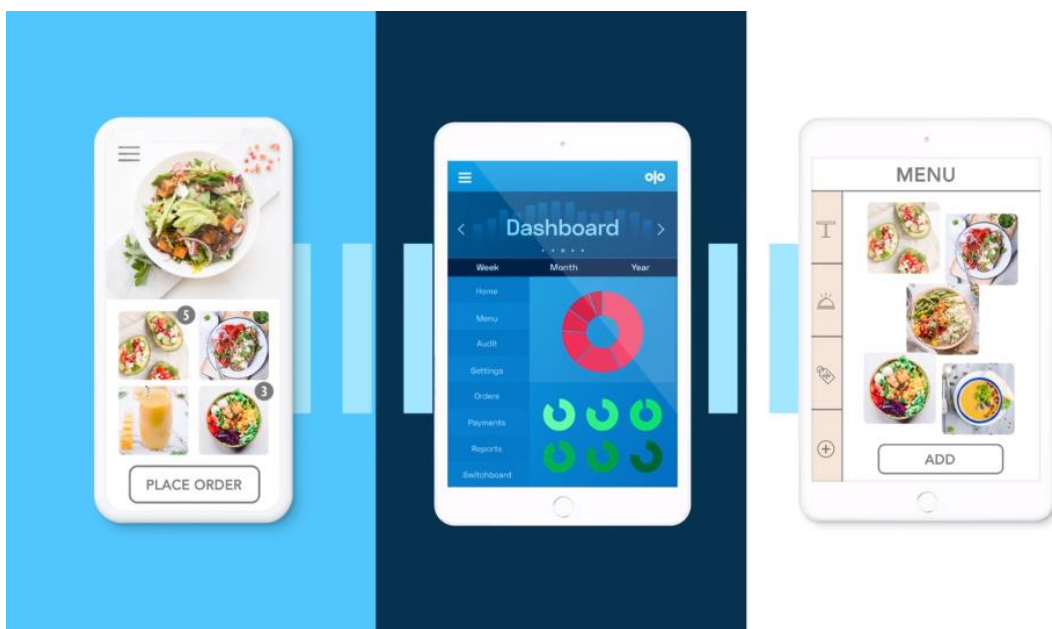 5
3
PLACE ORDER
olo
Dashboard
Week Month Year
Home
Menu
Audit
Settings
Orders
Payments
Reports
Switchboard
MENU
T
ADD